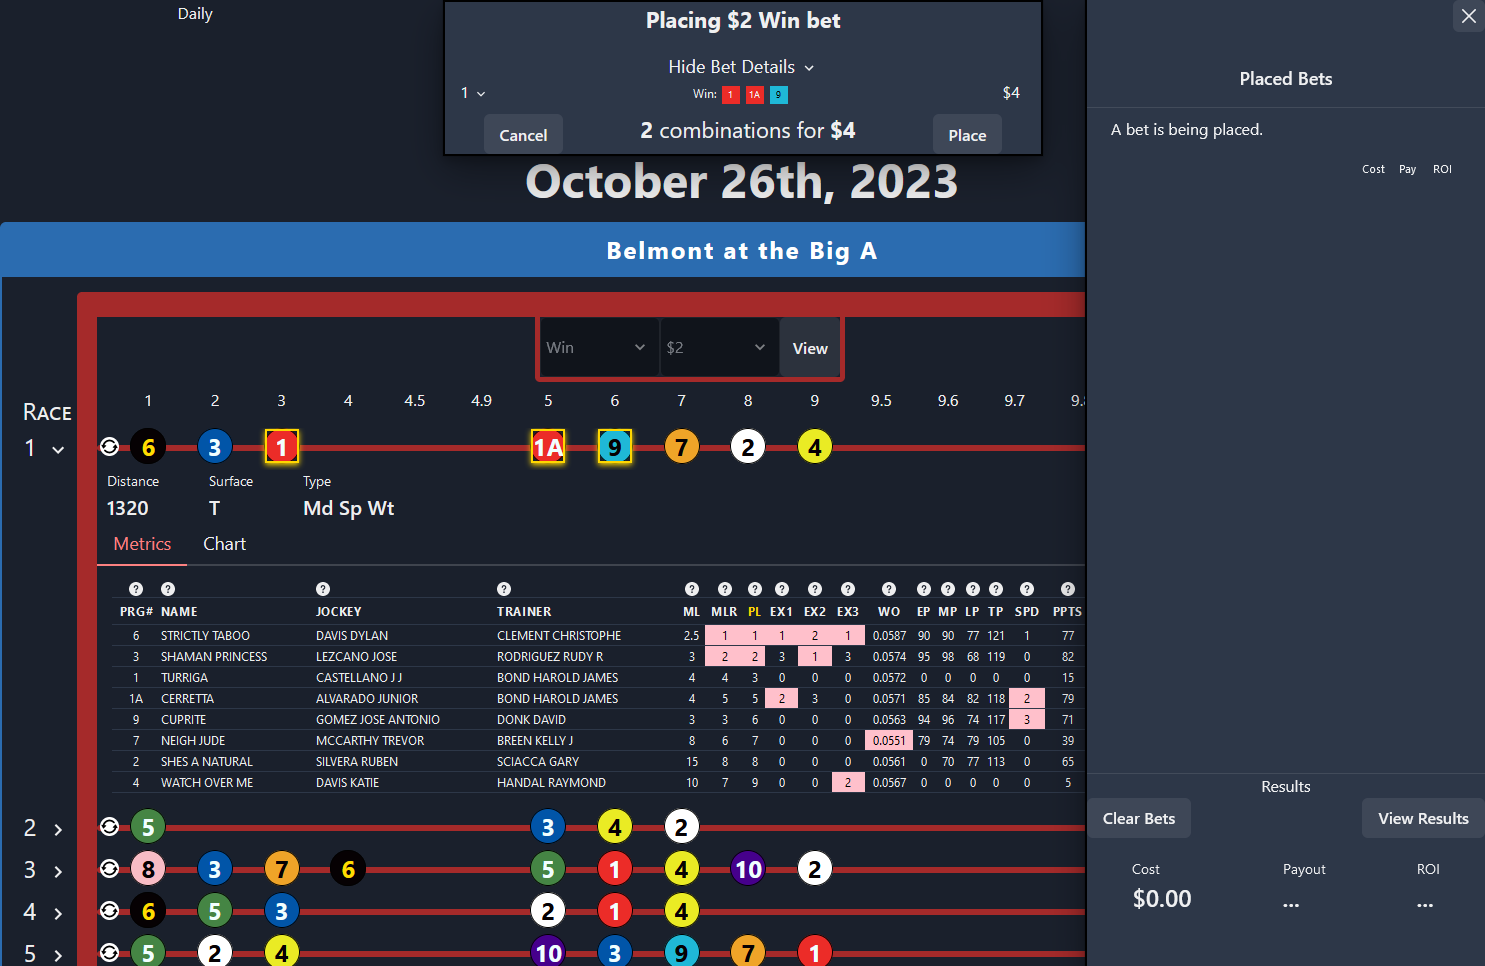 Daily
Placing $2 Win bet
Hide Bet Details
1 Win: 1 1A 9 $4
Cancel 2 combinations for $4 Place
October 26th, 2023
Belmont at the Big A
Win $2 View
1 2 3 4 4.5 4.9 5 6 7 8 9 9.5 9.6 9.7
RACE
1 6 3 1 1A 9 7 2 4
Distance Surface Type
1320 T Md Sp Wt
Metrics Chart
? ? ? ? ? ? ? ? ? ? ? ? ? ? ? ? ?
PRG# NAME JOCKEY TRAINER ML MLR PL EX1 EX2 EX3 WO EP MP LP TP SPD PPTS
6 STRICTLY TABOO DAVIS DYLAN CLEMENT CHRISTOPHE 2.5 1 1 1 2 1 0.0587 90 90 77 121 1 77
3 SHAMAN PRINCESS LEZCANO JOSE RODRIGUEZ RUDY R 3 2 2 3 1 3 0.0574 95 98 68 119 0 82
1 TURRIGA CASTELLANO J J BOND HAROLD JAMES 4 4 3 0 0 0 0.0572 0 0 0 0 0 15
1A CERRETTA ALVARADO JUNIOR BOND HAROLD JAMES 4 5 5 2 3 0 0.0571 85 84 82 118 2 79
9 CUPRITE GOMEZ JOSE ANTONIO DONK DAVID 3 3 6 0 0 0 0.0563 94 96 74 117 3 71
7 NEIGH JUDE MCCARTHY TREVOR BREEN KELLY J 8 6 7 0 0 0 0.0551 79 74 79 105 0 39
2 SHES A NATURAL SILVERA RUBEN SCIACCA GARY 15 8 8 0 0 0 0.0561 0 70 77 113 0 65
4 WATCH OVER ME DAVIS KATIE HANDAL RAYMOND 10 7 9 0 0 2 0.0567 0 0 0 0 0 5
2 5 3 4 2
3 8 3 7 6 5 1 4 10 2
4 6 5 3 2 1 4
5 5 2 4 10 3 9 7 1
Placed Bets
A bet is being placed.
Cost Pay ROI
Results
Clear Bets View Results
Cost Payout ROI
$0.00 ... ...